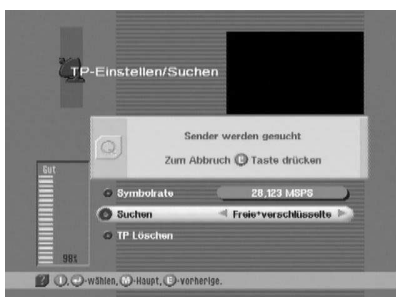 TP-Einstellen/Suchen
Sender werden gesucht
Zum Abbruch E Taste drücken
Gut
Symbolrate 28,123 MSPS
Suchen Freie+verschlüsselte
TP Löschen
98%
-wählen, M-Haupt, E-vorherige.